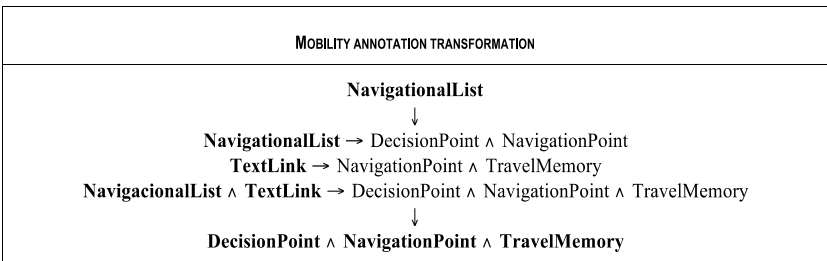 MOBILITY ANNOTATION TRANSFORMATION
NavigationalList
↓
NavigationalList → DecisionPoint ∧ NavigationPoint
TextLink → NavigationPoint ∧ TravelMemory
NavigacionalList ∧ TextLink → DecisionPoint ∧ NavigationPoint ∧ TravelMemory
↓
DecisionPoint ∧ NavigationPoint ∧ TravelMemory